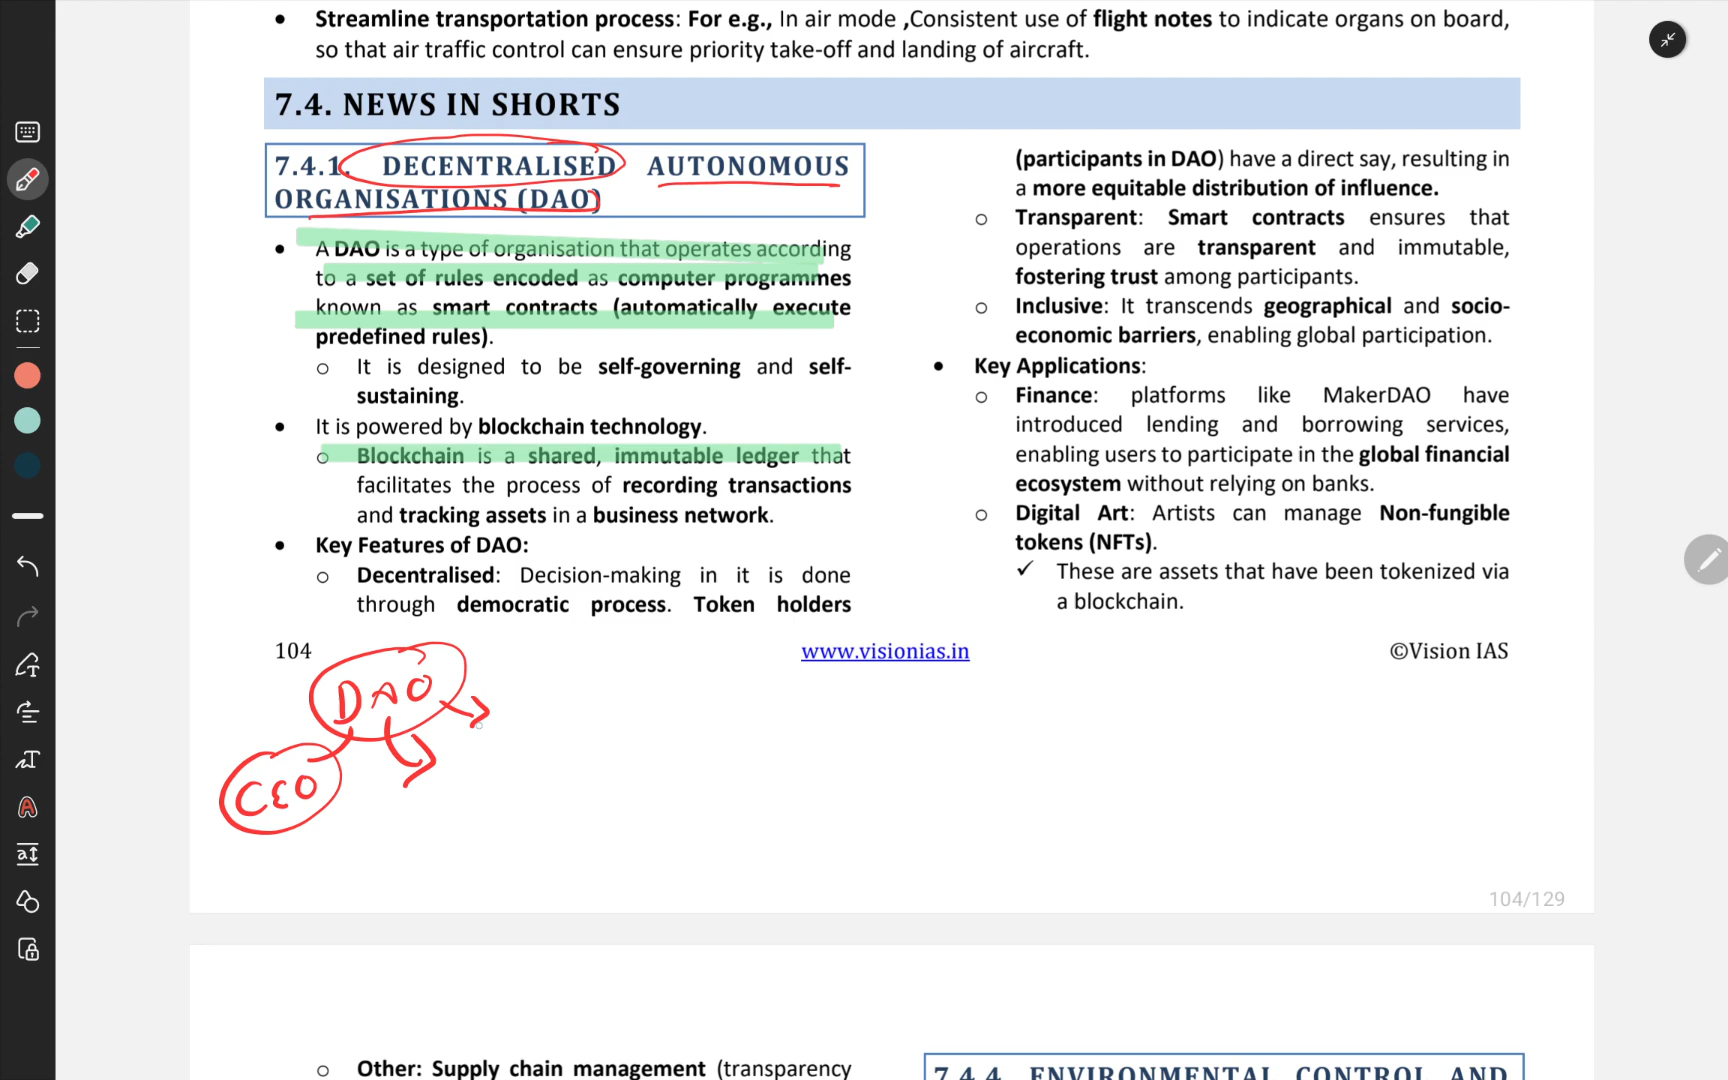 • Streamline transportation process: For e.g., In air mode ,Consistent use of flight notes to indicate organs on board,
so that air traffic control can ensure priority take-off and landing of aircraft.
7.4. NEWS IN SHORTS
7.4.1. DECENTRALISED AUTONOMOUS
ORGANISATIONS (DAO)
• A DAO is a type of organisation that operates according
to a set of rules encoded as computer programmes
known as smart contracts (automatically execute
predefined rules).
o It is designed to be self-governing and self-
sustaining.
• It is powered by blockchain technology.
o Blockchain is a shared, immutable ledger that
facilitates the process of recording transactions
and tracking assets in a business network.
• Key Features of DAO:
o Decentralised: Decision-making in it is done
through democratic process. Token holders
(participants in DAO) have a direct say, resulting in
a more equitable distribution of influence.
o Transparent: Smart contracts ensures that
operations are transparent and immutable,
fostering trust among participants.
o Inclusive: It transcends geographical and socio-
economic barriers, enabling global participation.
• Key Applications:
o Finance: platforms like MakerDAO have
introduced lending and borrowing services,
enabling users to participate in the global financial
ecosystem without relying on banks.
o Digital Art: Artists can manage Non-fungible
tokens (NFTs).
✓ These are assets that have been tokenized via
a blockchain.
104 www.visionias.in ©Vision IAS
DAO
CEO
104/129
o Other: Supply chain management (transparency
7.4.4. ENVIRONMENTAL CONTROL AND